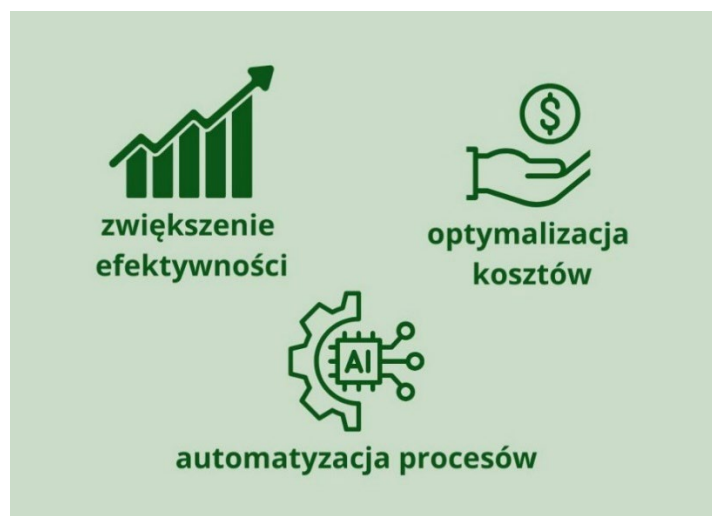 zwiększenie
efektywności
$
optymalizacja
kosztów
AI
automatyzacja procesów